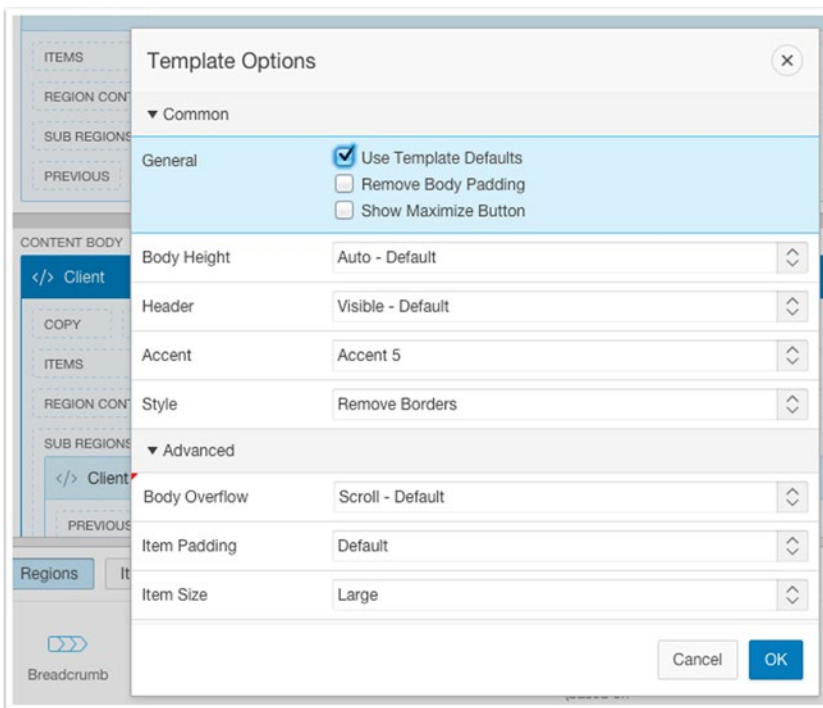 ITEMS
REGION CONT
SUB REGIONS
PREVIOUS
CONTENT BODY
</> Client
COPY
ITEMS
REGION CONT
SUB REGIONS
</> Client
PREVIOUS
Regions
It
Breadcrumb
Template Options
Common
General
Use Template Defaults
Remove Body Padding
Show Maximize Button
Body Height Auto - Default
Header Visible - Default
Accent Accent 5
Style Remove Borders
Advanced
Body Overflow Scroll - Default
Item Padding Default
Item Size Large
Cancel OK